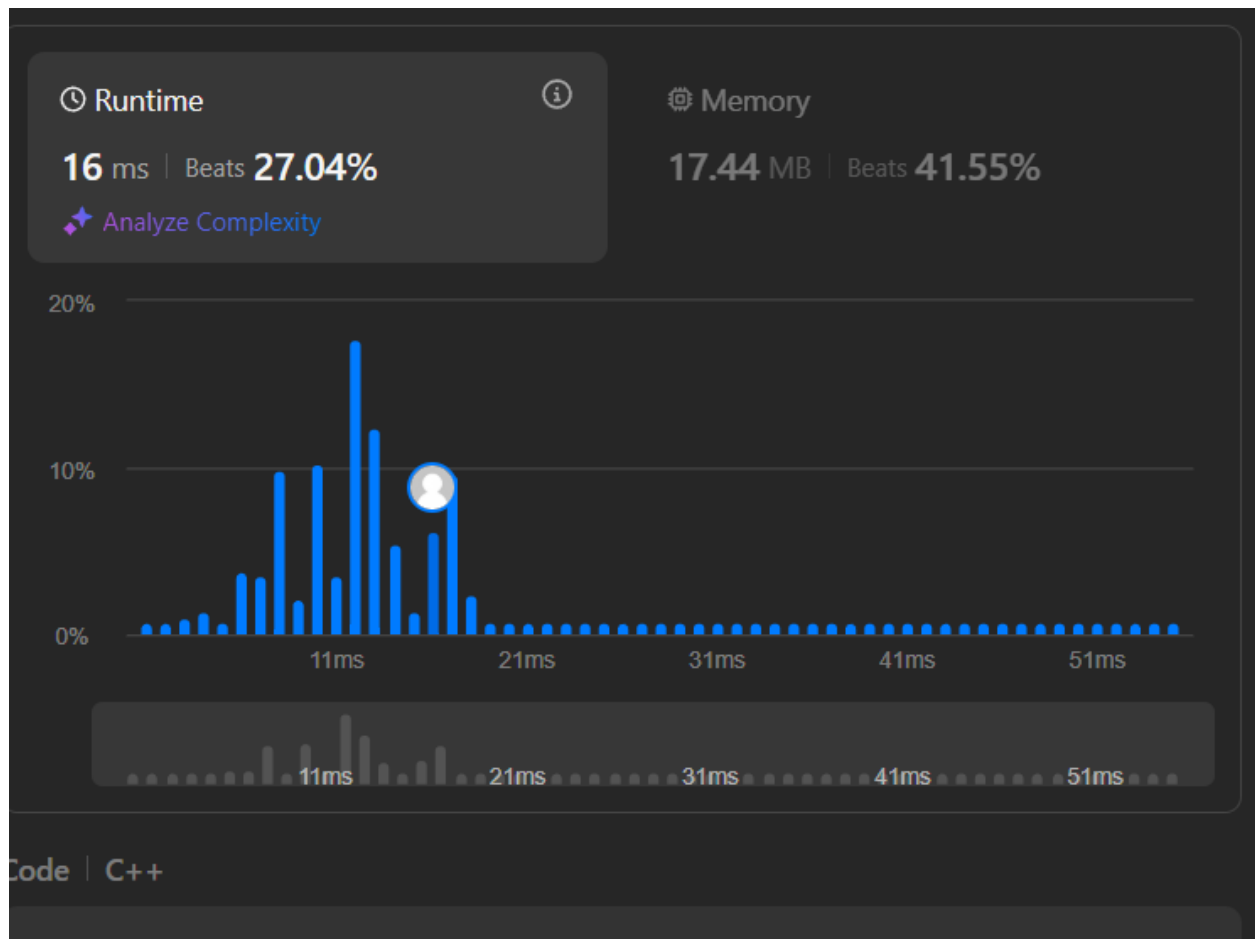 Runtime
16 ms | Beats 27.04%
Analyze Complexity
Memory
17.44 MB | Beats 41.55%
20%
10%
0%
11ms 21ms 31ms 41ms 51ms
11ms 21ms 31ms 41ms 51ms
Code | C++